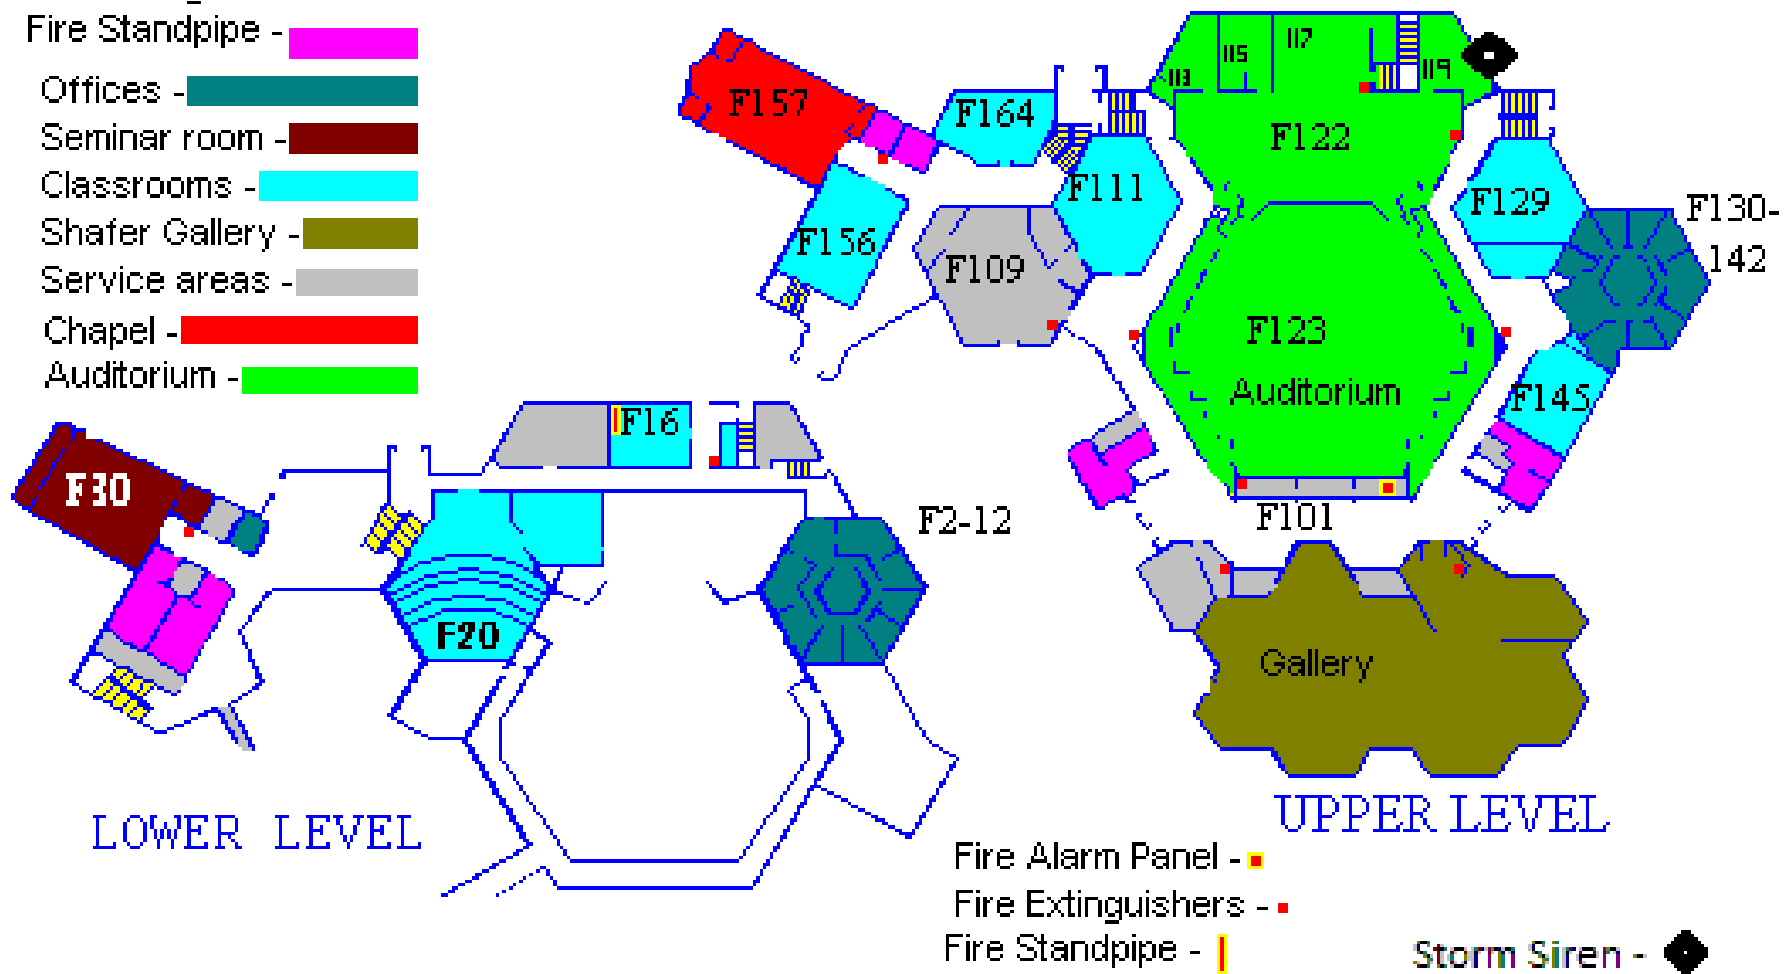 Fire Standpipe -
Offices -
Seminar room -
Classrooms -
Shafer Gallery -
Service areas -
Chapel -
Auditorium -
F157
F164
F111
F156
F109
113
115
117
119
F122
F123
Auditorium
F129
F130-
142
F145
F101
Gallery
UPPER LEVEL
F30
F16
F20
F2-12
LOWER LEVEL
Fire Alarm Panel -
Fire Extinguishers -
Fire Standpipe -
Storm Siren -